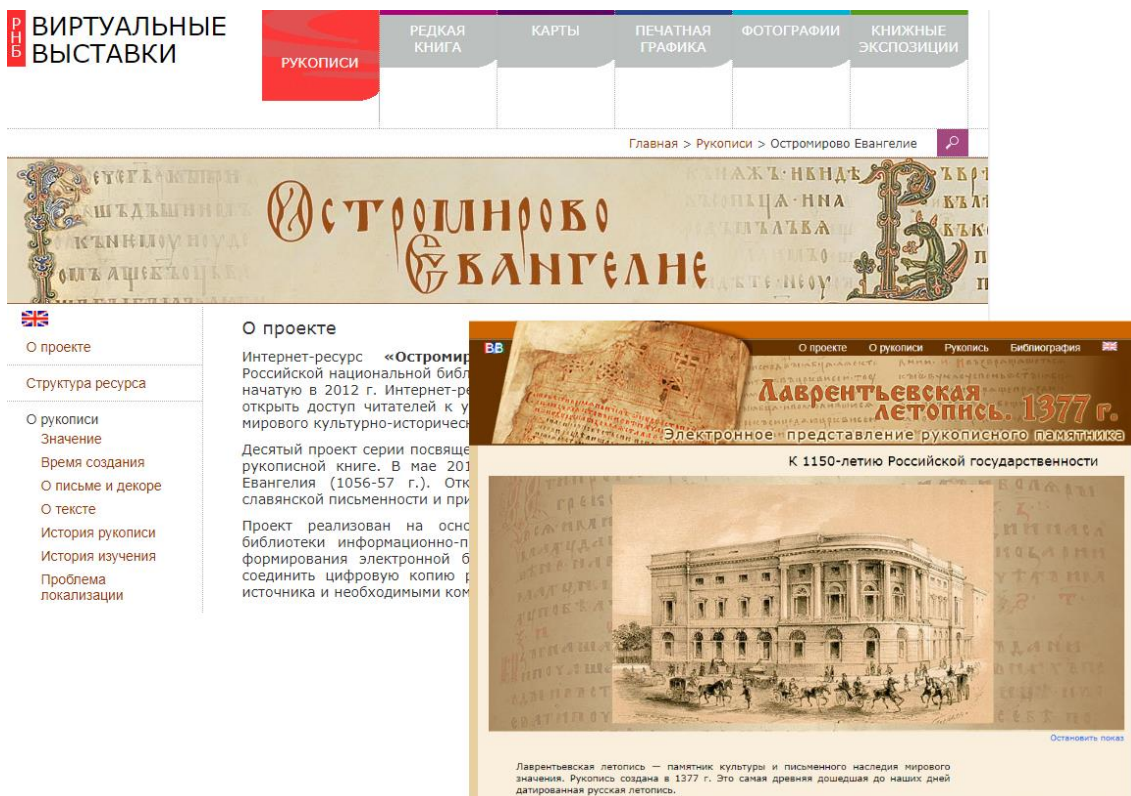 РНБ
ВИРТУАЛЬНЫЕ
ВЫСТАВКИ
РУКОПИСИ
РЕДКАЯ
КНИГА
КАРТЫ
ПЕЧАТНАЯ
ГРАФИКА
ФОТОГРАФИИ
КНИЖНЫЕ
ЭКСПОЗИЦИИ
Главная > Рукописи > Остромирово Евангелие
Остромирово
Евангелие
О проекте
Структура ресурса
О рукописи
Значение
Время создания
О письме и декоре
О тексте
История рукописи
История изучения
Проблема
локализации
О проекте
Интернет-ресурс «Остромир
Российской национальной библ
начатую в 2012 г. Интернет-ре
открыть доступ читателей к у
мирового культурно-историческ
Десятый проект серии посвяще
рукописной книге. В мае 201
Евангелия (1056-57 г.). Отк
славянской письменности и при
Проект реализован на осно
библиотеки информационно-п
формирования электронной б
соединить цифровую копию р
источника и необходимыми ком
ВВ
О проекте О рукописи Рукопись Библиография
Лаврентьевская
летопись. 1377 г.
Электронное представление рукописного памятника
К 1150-летию Российской государственности
Остановить показ
Лаврентьевская летопись — памятник культуры и письменного наследия мирового
значения. Рукопись создана в 1377 г. Это самая древняя дошедшая до наших дней
датированная русская летопись.